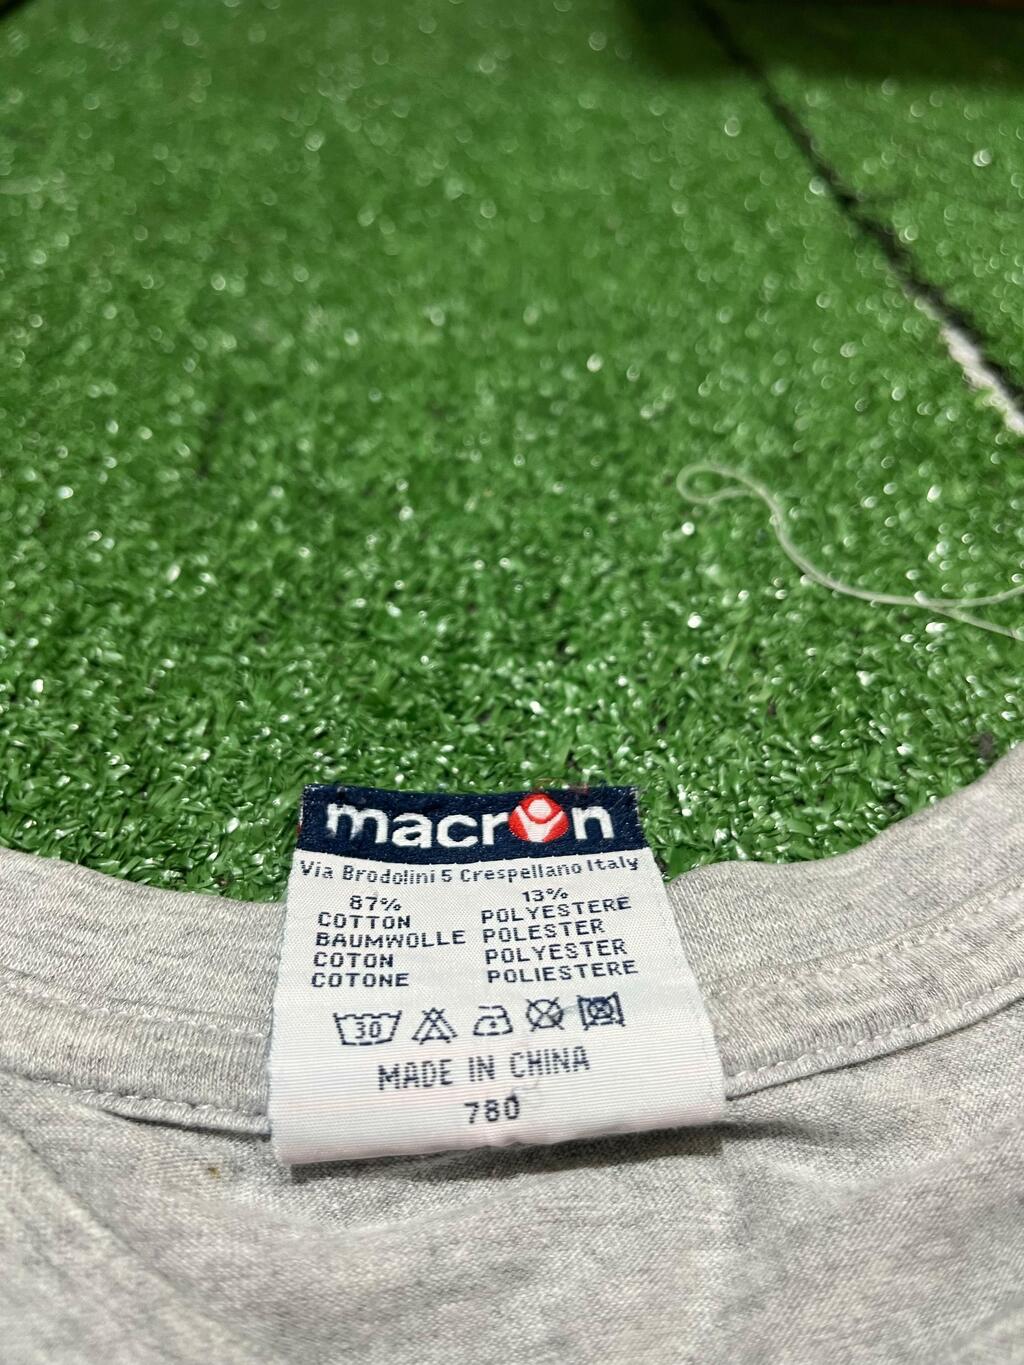 macron
Via Brodolini 5 Crespellano Italy
87% 13%
COTTON POLYESTERE
BAUMWOLLE POLESTER
COTON POLYESTER
COTONE POLIESTERE
30
MADE IN CHINA
780